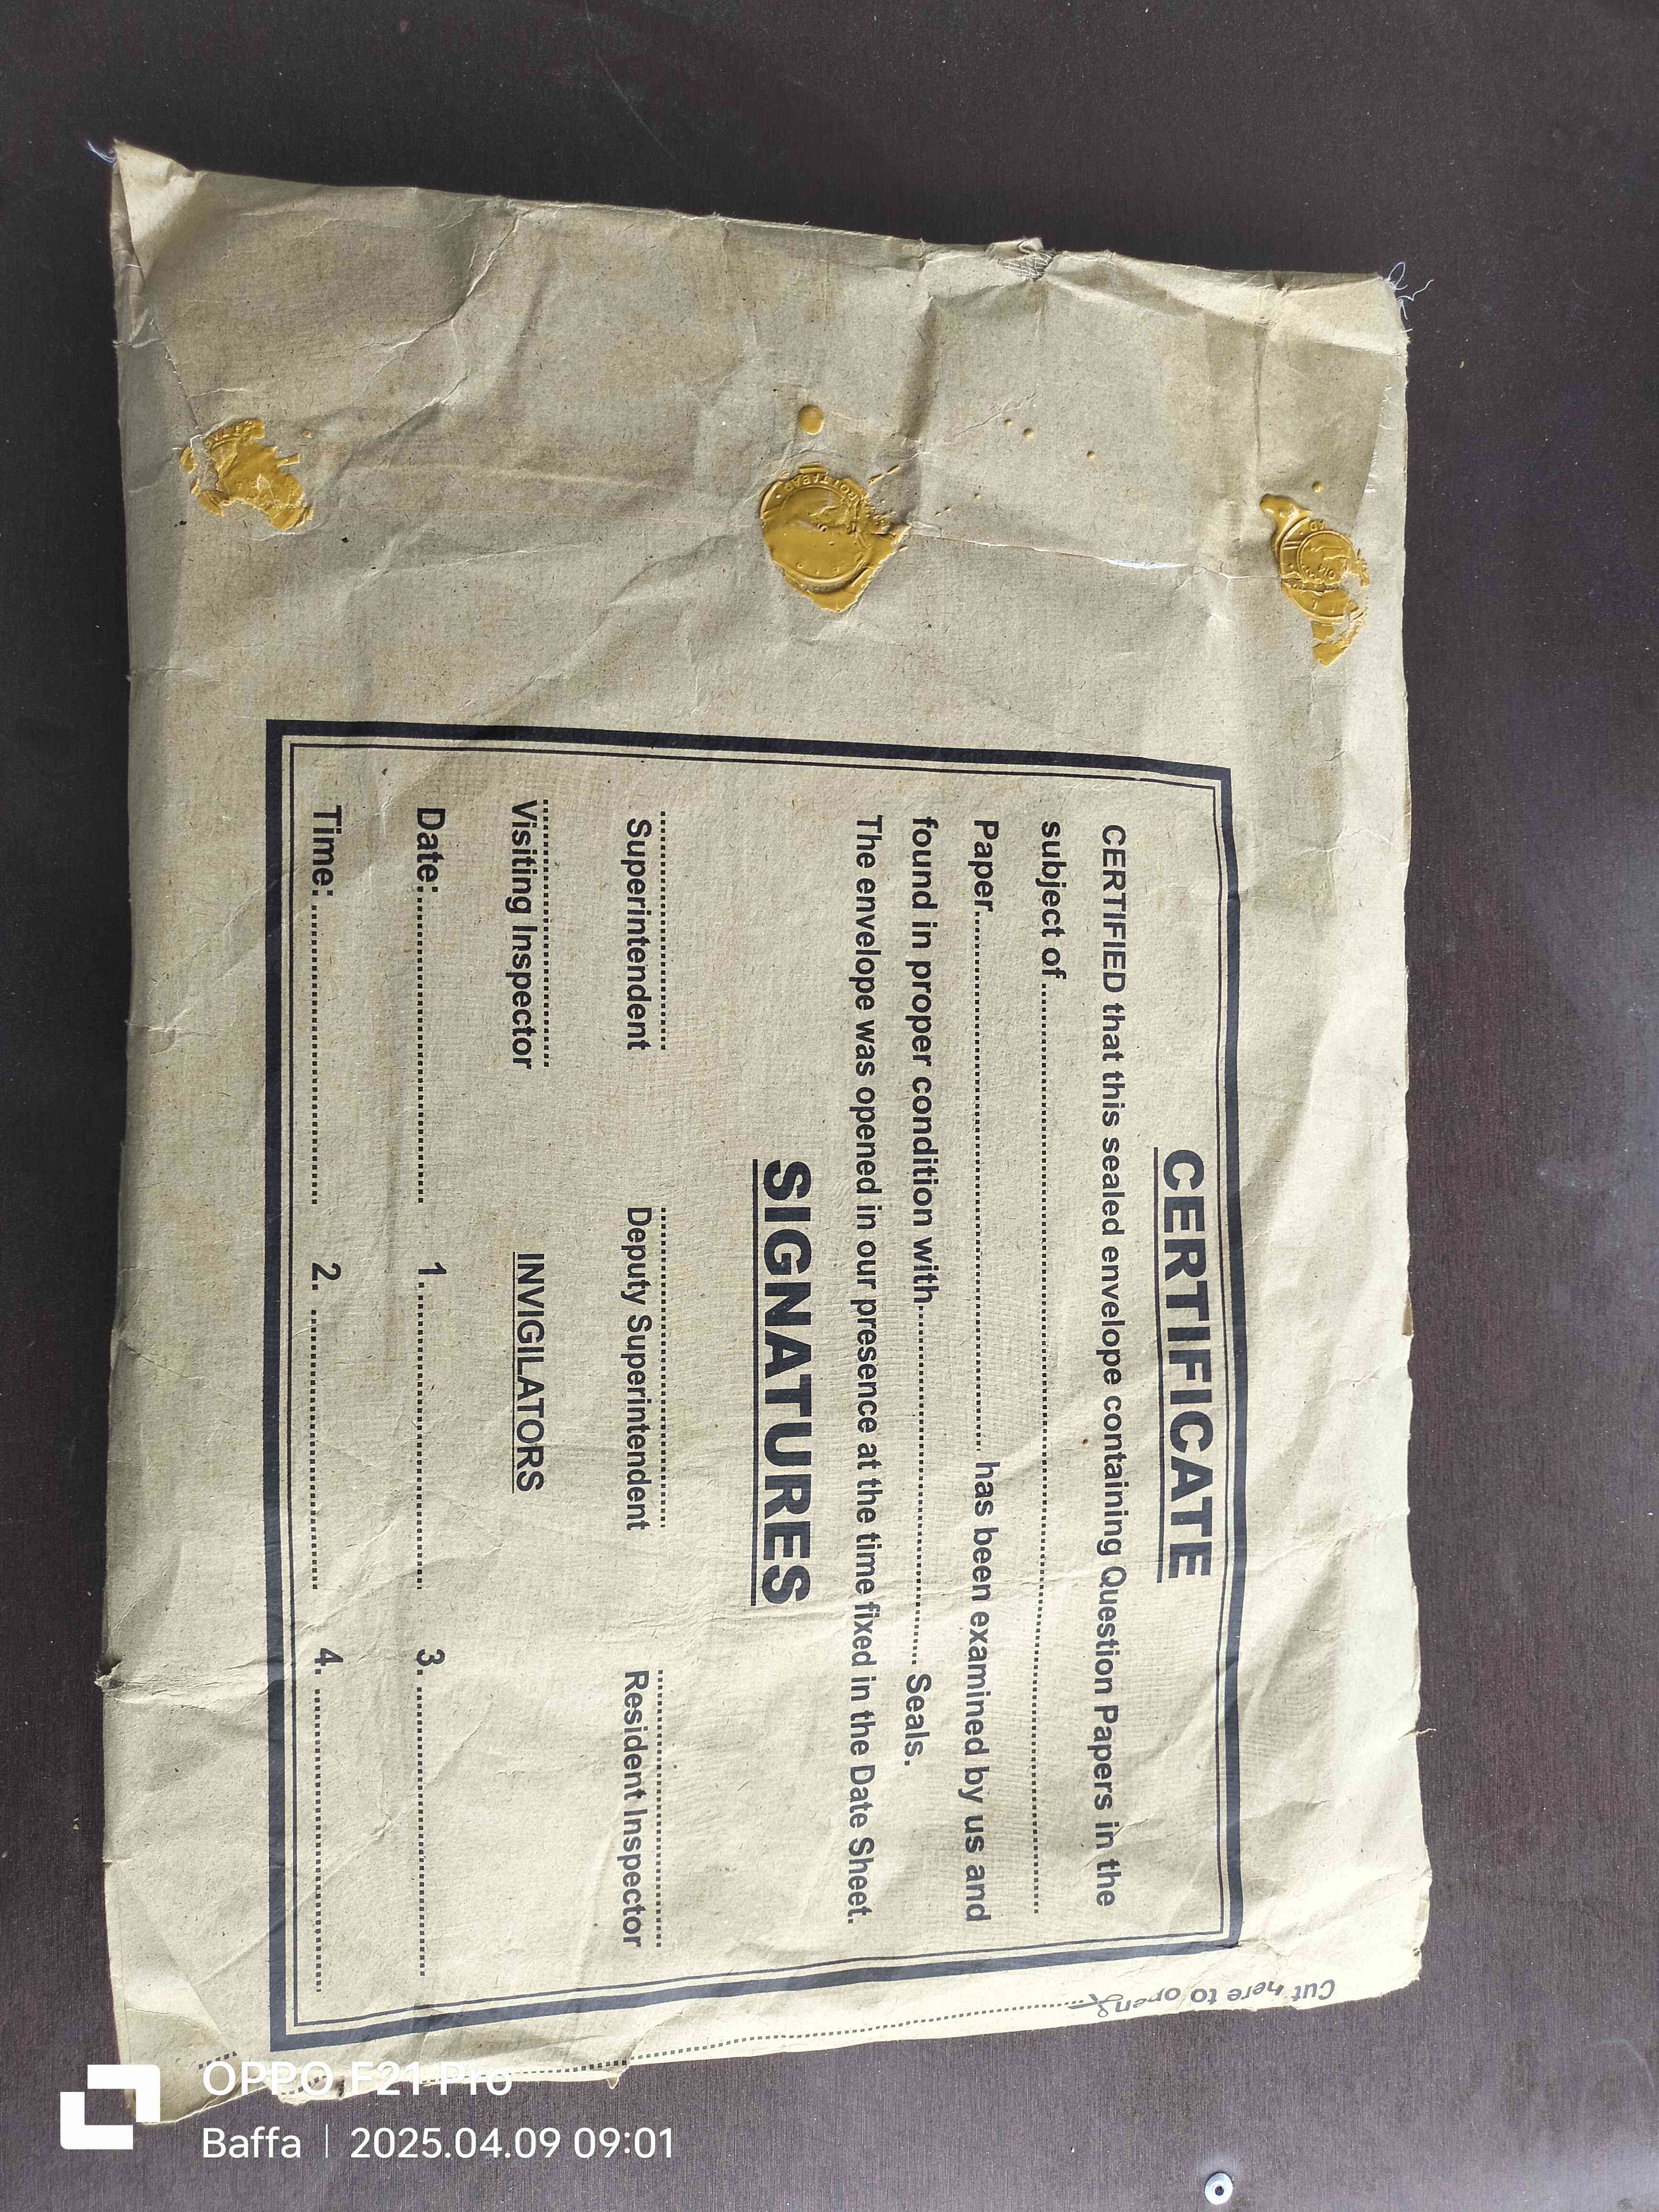 CERTIFICATE
CERTIFIED that this sealed envelope containing Question Papers in the
subject of
Paper has been examined by us and
found in proper condition with Seals.
The envelope was opened in our presence at the time fixed in the Date Sheet.
SIGNATURES
Superintendent Deputy Superintendent Resident Inspector
Visiting Inspector INVIGILATORS
Date: 1. 3.
Time: 2. 4.
Cut here to open
OPPO F21 Pro
Baffa | 2025.04.09 09:01